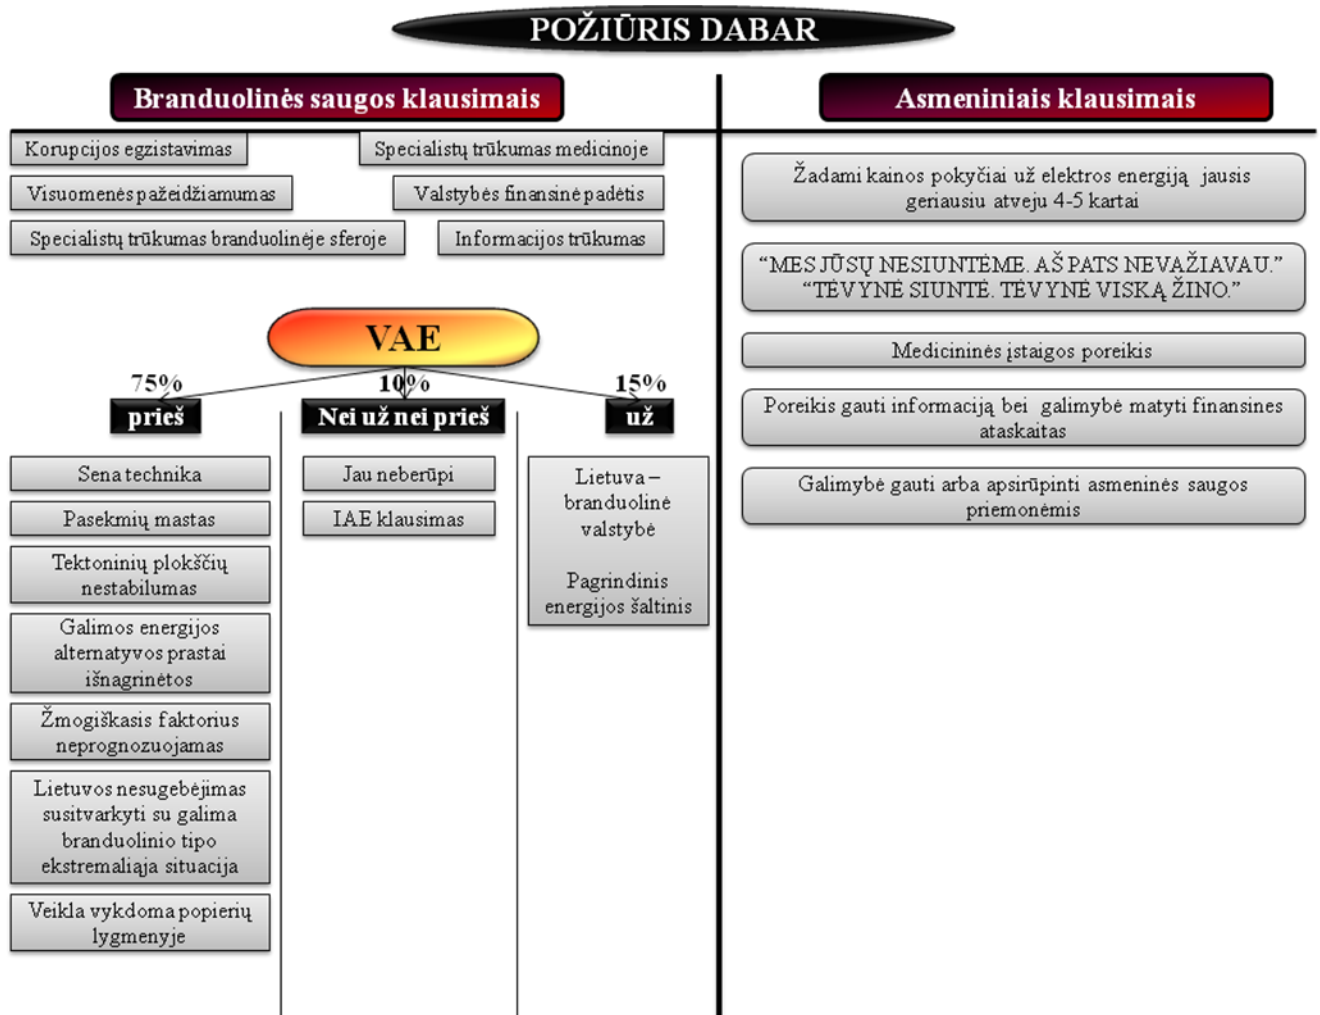 POŽIŪRIS DABAR
Branduolinės saugos klausimais
Korupcijos egzistavimas
Specialistų trūkumas medicinoje
Visuomenės pažeidžiamumas
Valstybės finansinė padėtis
Specialistų trūkumas branduolinėje sferoje
Informacijos trūkumas
VAE
75%
10%
15%
prieš
Nei už nei prieš
už
Sena technika
Pasekmių mastas
Tektoninių plokščių
nestabilumas
Galimos energijos
alternatyvos prastai
išnagrinėtos
Žmogiškasis faktorius
neprognozuojamas
Lietuvos nesugebėjimas
susitvarkyti su galima
branduolinio tipo
ekstremaliąja situacija
Veikla vykdoma popierių
lygmenyje
Jau neberūpi
IAE klausimas
Lietuva –
branduolinė
valstybė
Pagrindinis
energijos šaltinis
Asmeniniais klausimais
Žadami kainos pokyčiai už elektros energiją jausis
geriausiu atveju 4-5 kartai
“MES JŪSŲ NESIUNTĖME. AŠ PATS NEVAŽIAVAU.”
“TĖVYNĖ SIUNTĖ. TĖVYNĖ VISKĄ ŽINO.”
Medicininės įstaigos poreikis
Poreikis gauti informaciją bei galimybė matyti finansines
ataskaitas
Galimybė gauti arba apsirūpinti asmeninės saugos
priemonėmis